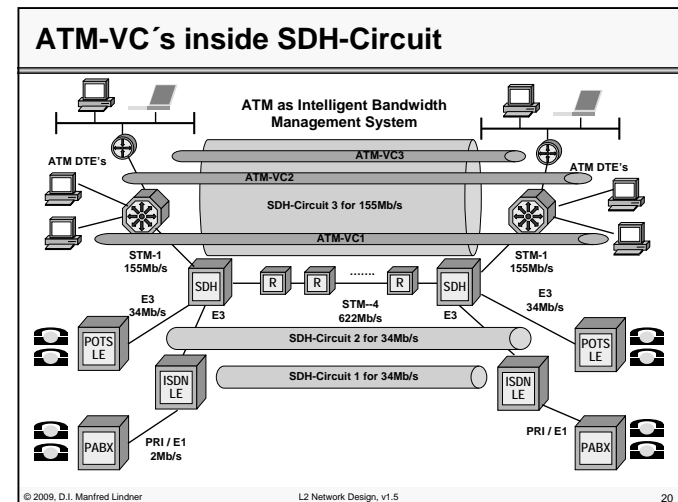 ATM-VC´s inside SDH-Circuit
ATM as Intelligent Bandwidth
Management System
ATM DTE's
ATM-VC3
ATM DTE's
ATM-VC2
SDH-Circuit 3 for 155Mb/s
ATM-VC1
STM-1
155Mb/s
STM-1
155Mb/s
SDH
R
R
.......
R
SDH
E3
34Mb/s
E3
STM--4
622Mb/s
E3
E3
34Mb/s
POTS
LE
SDH-Circuit 2 for 34Mb/s
POTS
LE
ISDN
LE
SDH-Circuit 1 for 34Mb/s
ISDN
LE
PABX
PRI / E1
2Mb/s
PRI / E1
PABX
© 2009, D.I. Manfred Lindner
L2 Network Design, v1.5
20